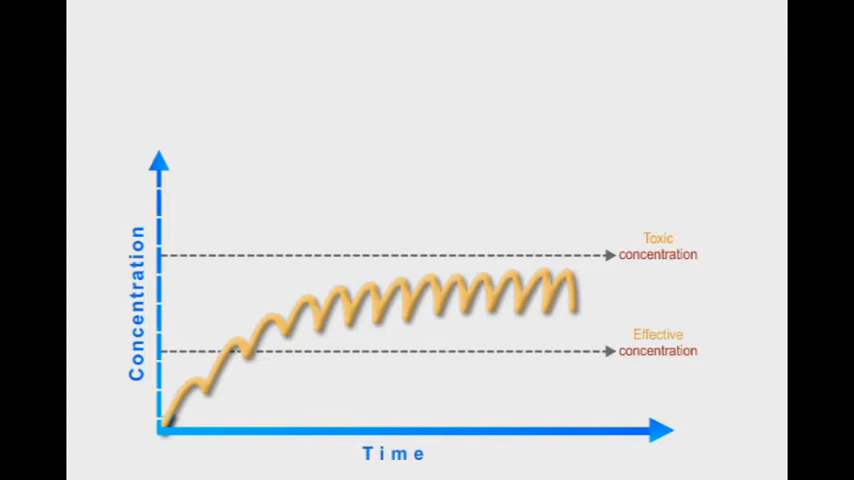 Toxic
concentration
Concentration
Effective
concentration
Time